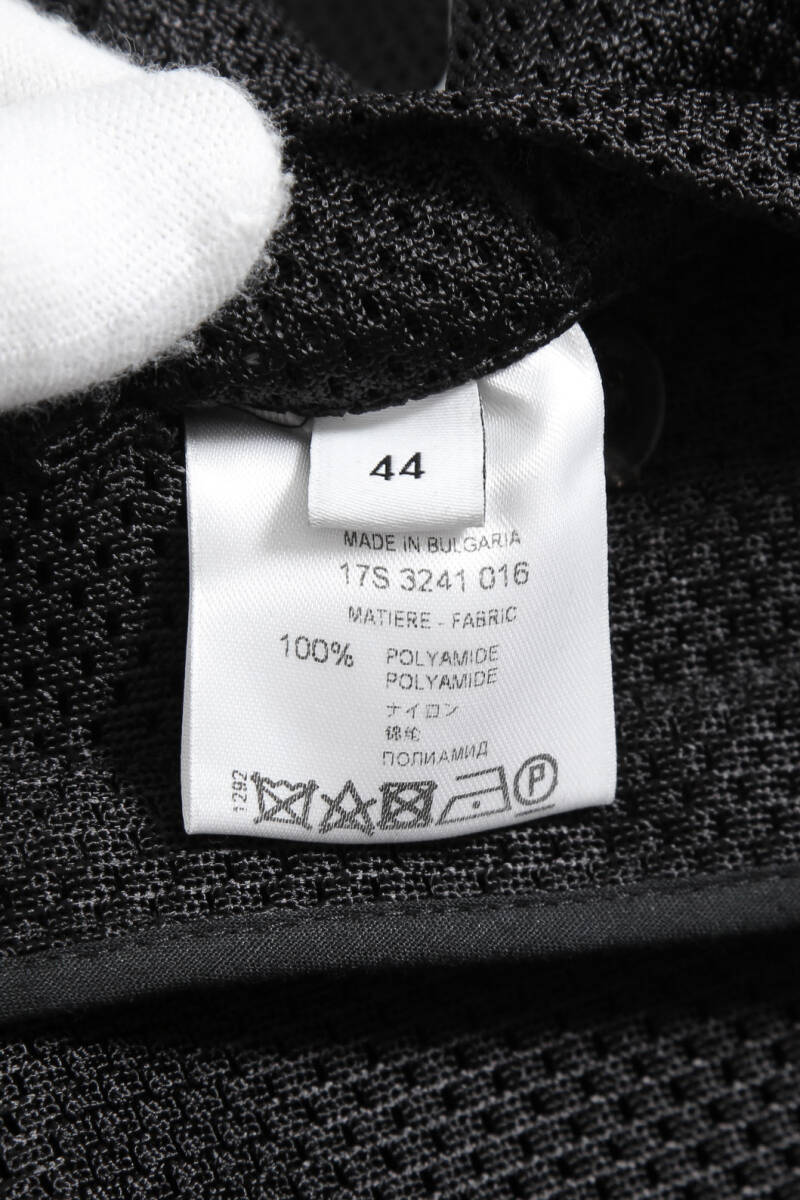 44
MADE IN BULGARIA
17S 3241 016
MATIERE - FABRIC
100% POLYAMIDE
POLYAMIDE
ナイロン
锦纶
ПОЛИАМИД
1292
P